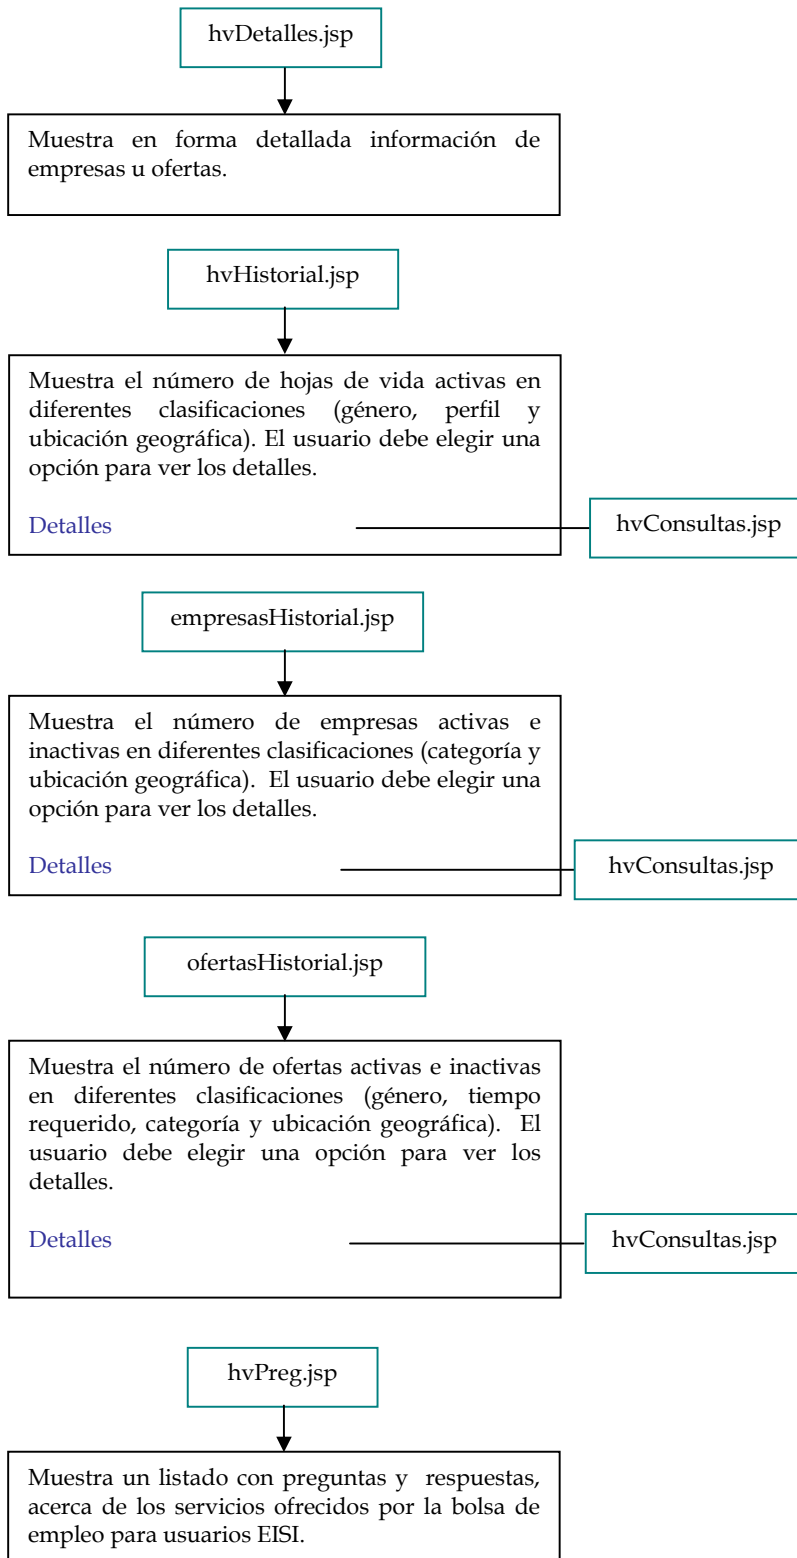 hvDetalles.jsp
Muestra en forma detallada información de
empresas u ofertas.
hvHistorial.jsp
Muestra el número de hojas de vida activas en
diferentes clasificaciones (género, perfil y
ubicación geográfica). El usuario debe elegir una
opción para ver los detalles.
Detalles
hvConsultas.jsp
empresasHistorial.jsp
Muestra el número de empresas activas e
inactivas en diferentes clasificaciones (categoría y
ubicación geográfica). El usuario debe elegir una
opción para ver los detalles.
Detalles
hvConsultas.jsp
ofertasHistorial.jsp
Muestra el número de ofertas activas e inactivas
en diferentes clasificaciones (género, tiempo
requerido, categoría y ubicación geográfica). El
usuario debe elegir una opción para ver los
detalles.
Detalles
hvConsultas.jsp
hvPreg.jsp
Muestra un listado con preguntas y respuestas,
acerca de los servicios ofrecidos por la bolsa de
empleo para usuarios EISI.